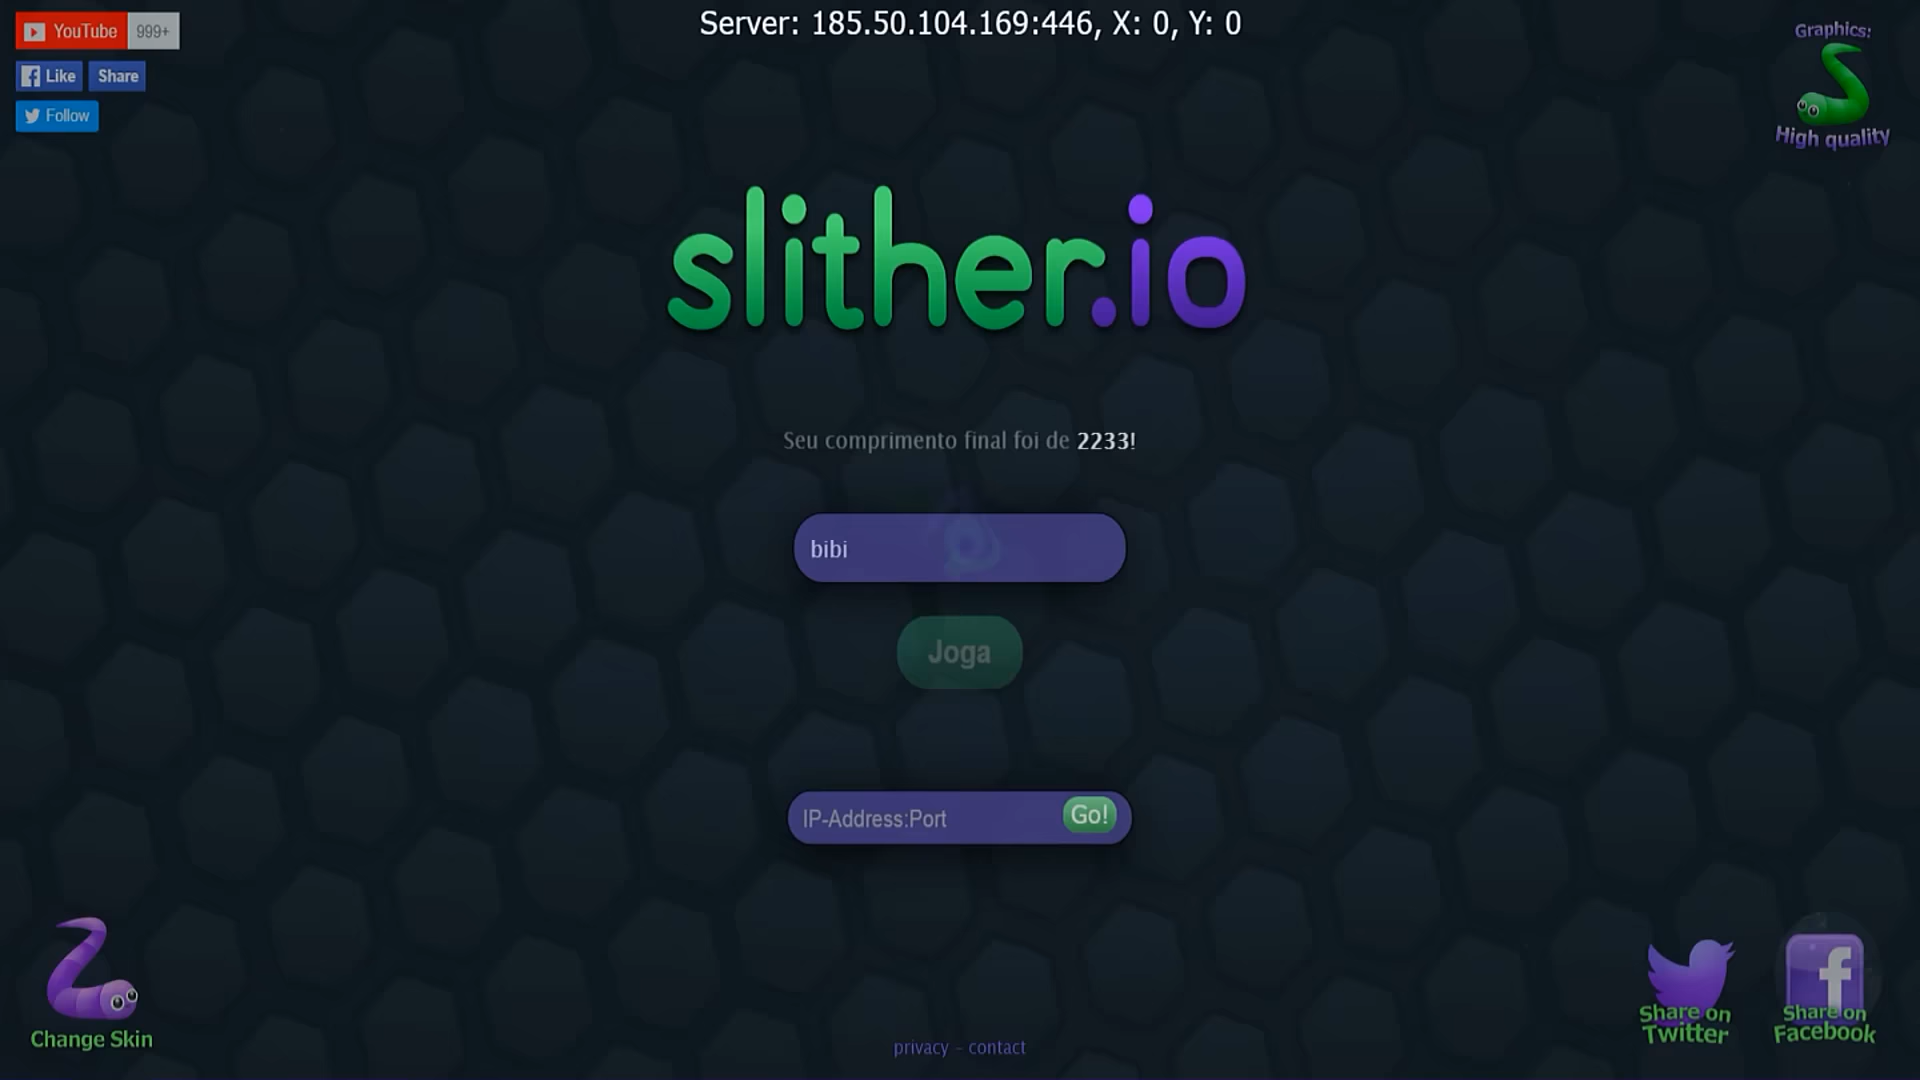 Server: 185.50.104.169:446, X: 0, Y: 0
YouTube 999+
Like Share
Follow
Graphics:
High quality
slither.io
Seu comprimento final foi de 2233!
bibi
Joga
IP-Address:Port Go!
Change Skin
Share on
Twitter
Share on
Facebook
privacy - contact